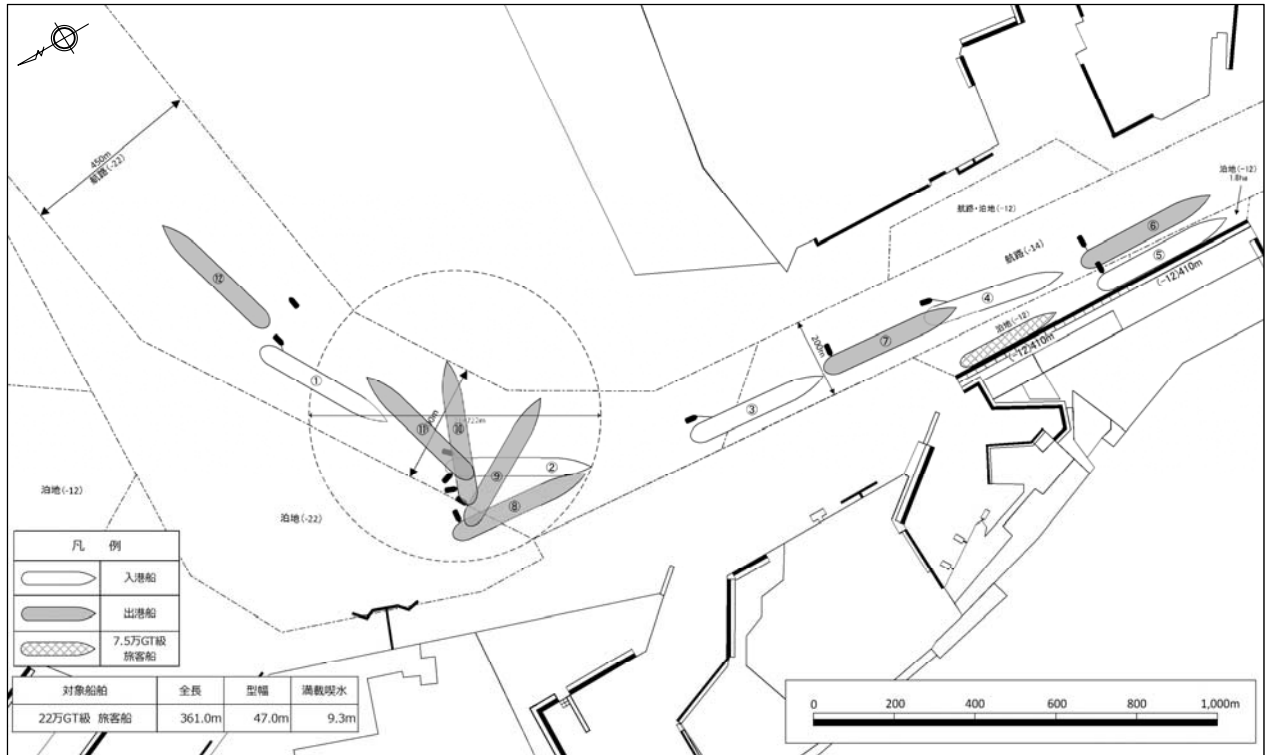 N
450m
航路(-22)
泊地(-12)
1.8ha
航路・泊地(-12)
⑥
航路(-14)
⑤
⑫
(-12)410m
④
泊地(-12)
⑦
200m
(-12)410m
①
③
⑪
⑩
②
⑨
⑧
泊地(-12)
泊地(-22)
凡 例
入港船
出港船
7.5万GT級
旅客船
対象船舶 全長 型幅 満載喫水
22万GT級 旅客船 361.0m 47.0m 9.3m
0 200 400 600 800 1,000m